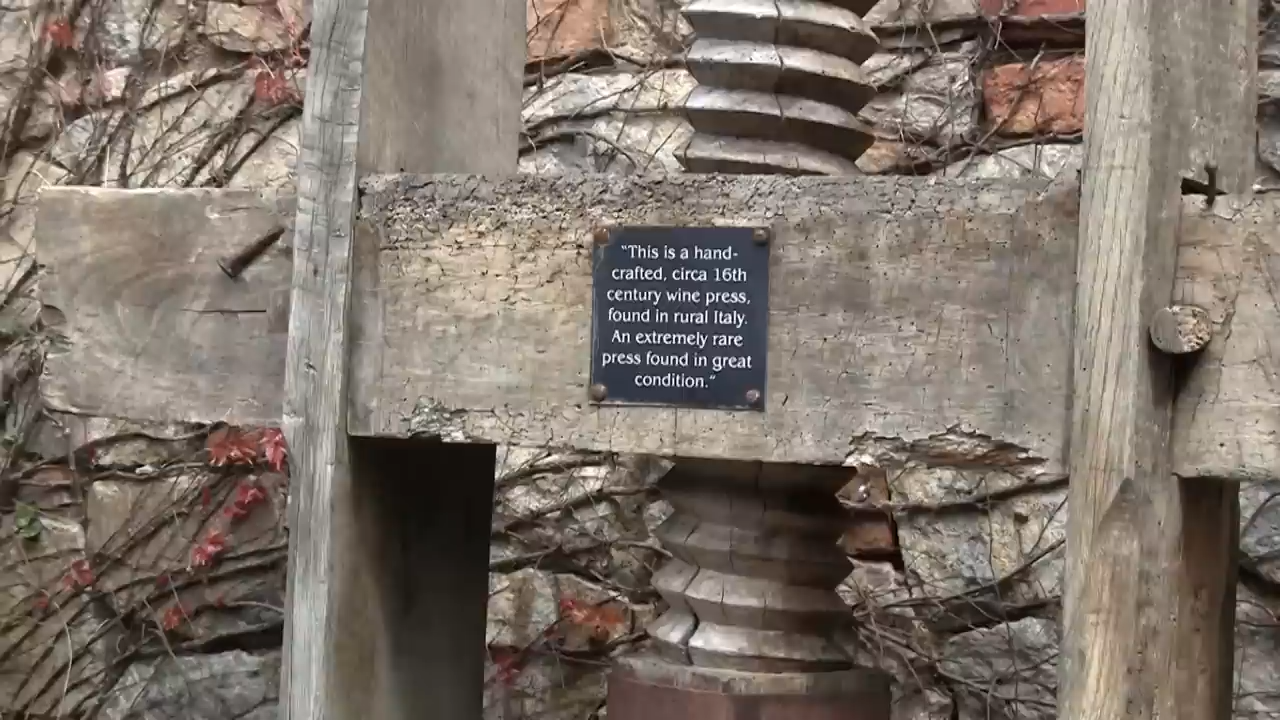 “This is a hand-
crafted, circa 16th
century wine press,
found in rural Italy.
An extremely rare
press found in great
condition.”